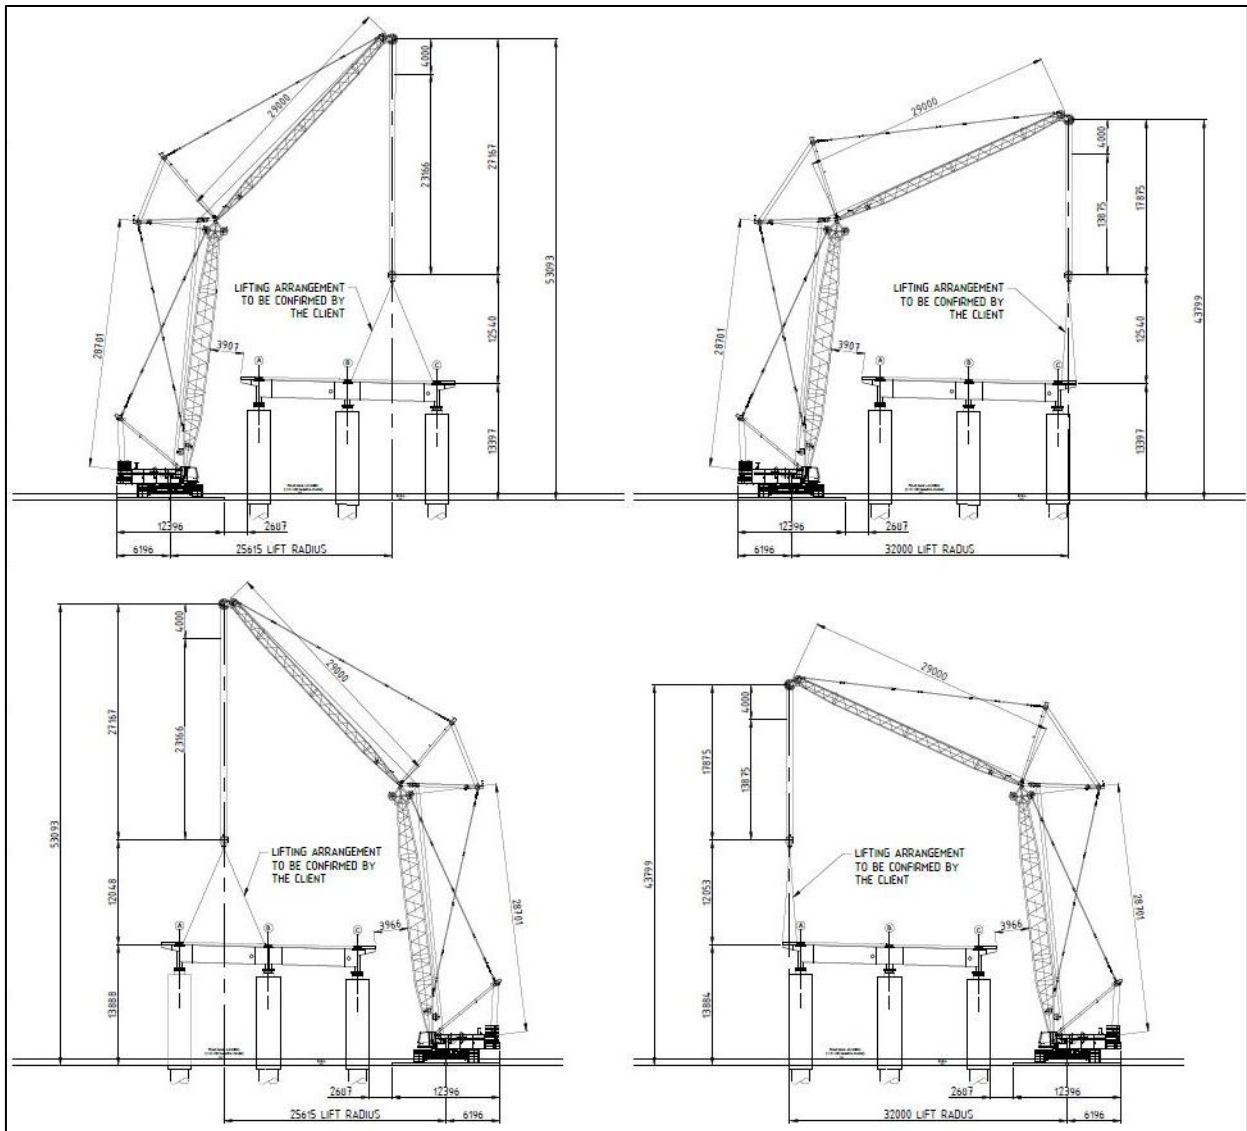 4000
29000
27167
23166
53093
LIFTING ARRANGEMENT
TO BE CONFIRMED BY
THE CLIENT
28701
3907
12540
A
B
C
13397
12396
2687
6196
25615 LIFT RADIUS
29000
4000
17875
13875
43799
LIFTING ARRANGEMENT
TO BE CONFIRMED BY
THE CLIENT
28701
3907
12540
A
B
C
13397
12396
2687
6196
32000 LIFT RADIUS
4000
29000
27167
23166
53093
LIFTING ARRANGEMENT
TO BE CONFIRMED BY
THE CLIENT
12048
28701
A
B
C
3966
13888
2687
12396
25615 LIFT RADIUS
6196
29000
4000
17875
13875
43799
LIFTING ARRANGEMENT
TO BE CONFIRMED BY
THE CLIENT
12053
28701
A
B
C
3966
13884
2687
12396
32000 LIFT RADIUS
6196